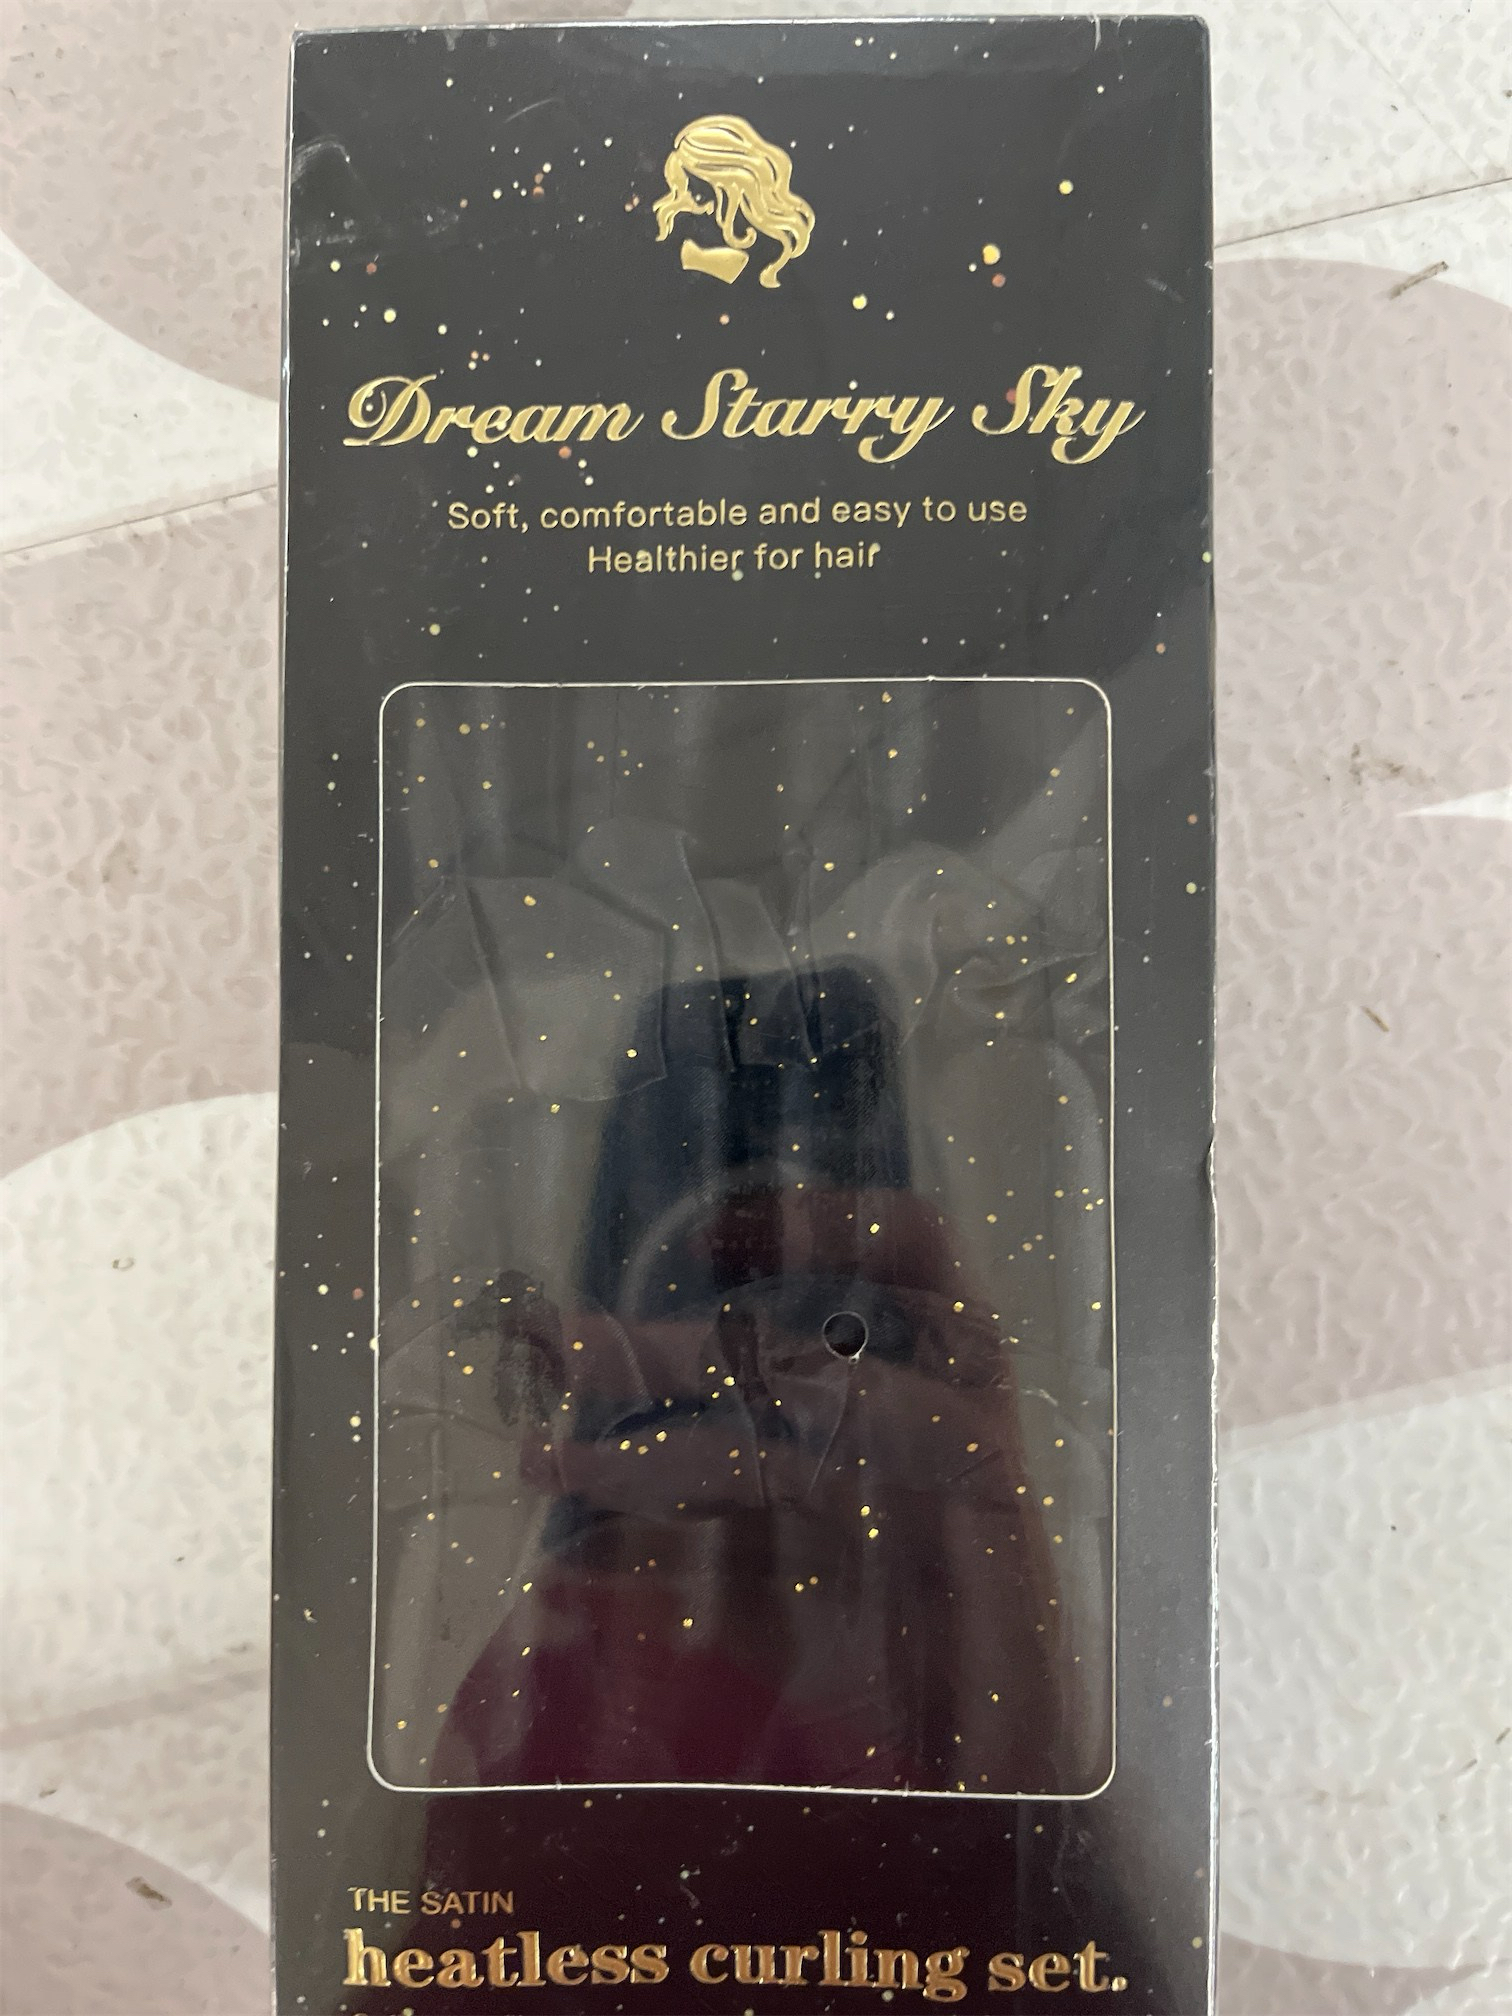 Dream Starry Sky
Soft, comfortable and easy to use
Healthier for hair
THE SATIN
heatless curling set.